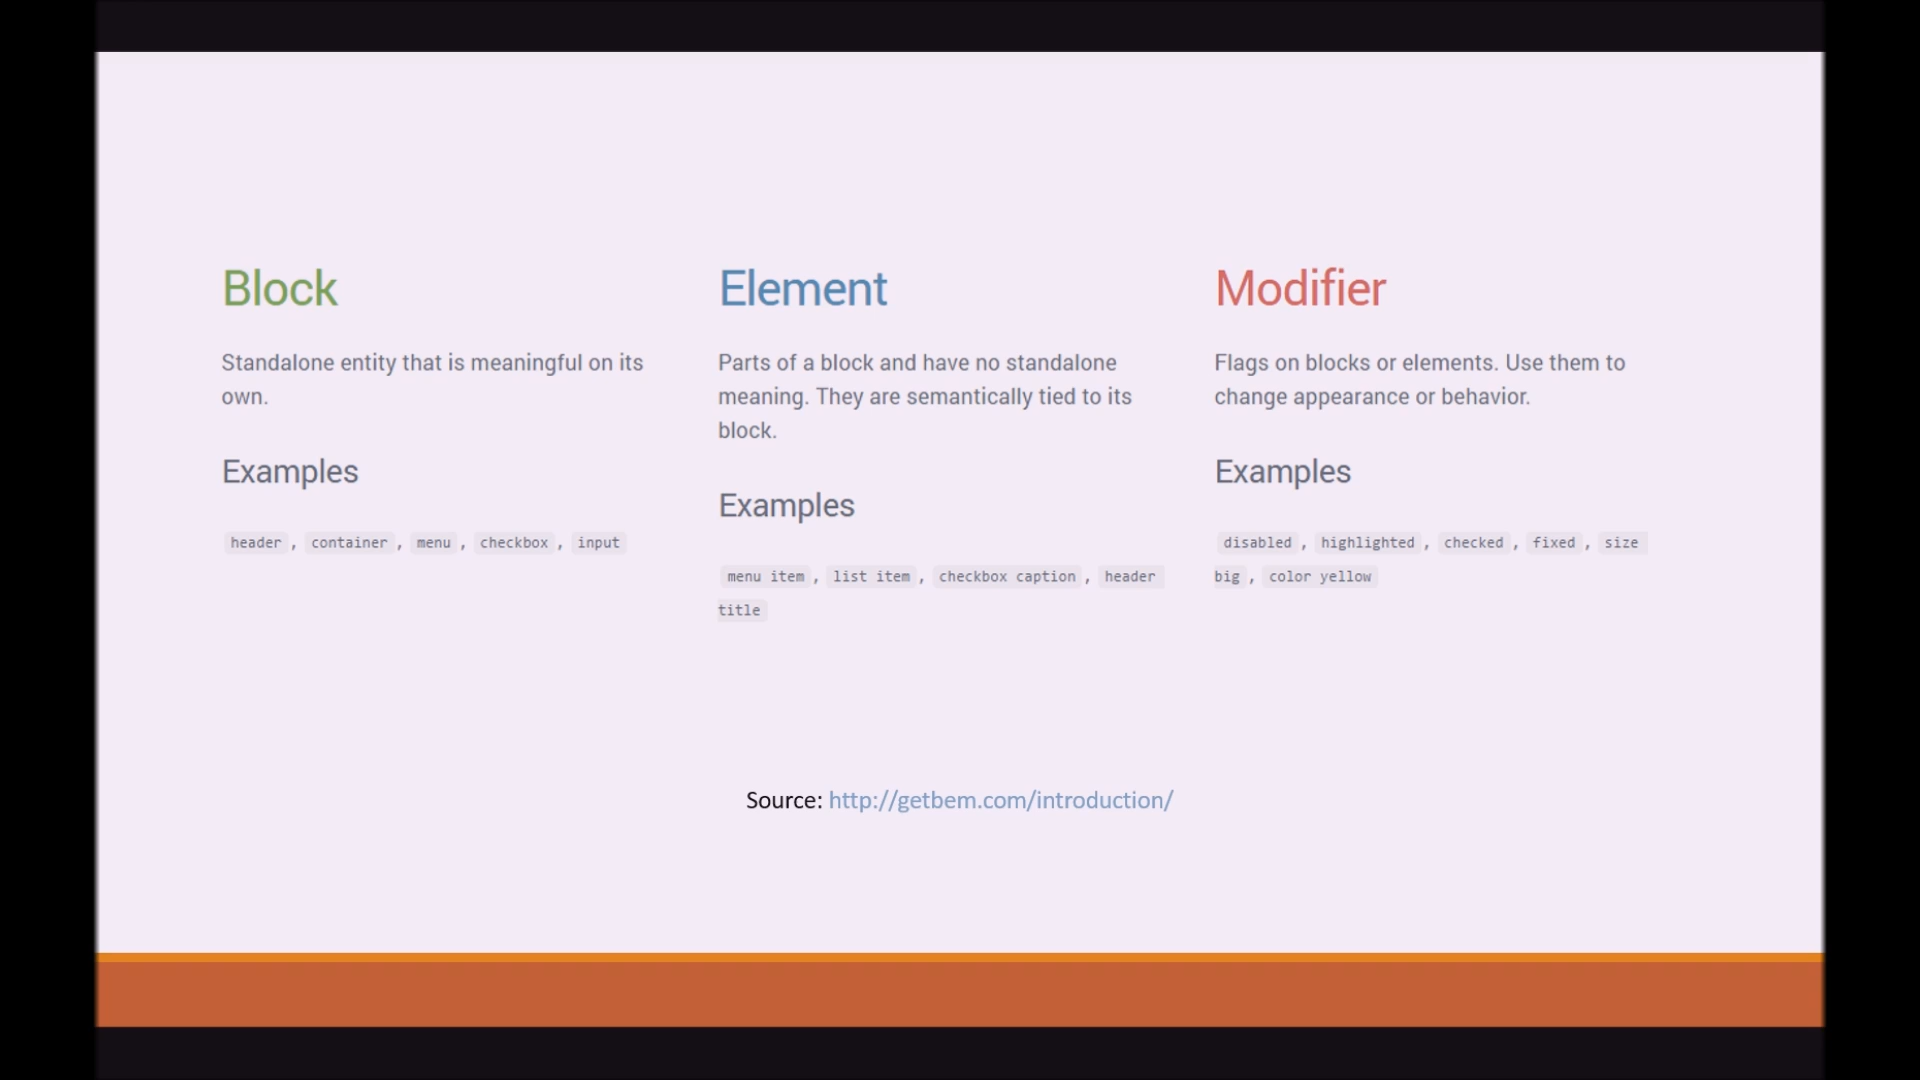 Block
Standalone entity that is meaningful on its
own.
Examples
header , container , menu , checkbox , input
Element
Parts of a block and have no standalone
meaning. They are semantically tied to its
block.
Examples
menu item , list item , checkbox caption , header
title
Modifier
Flags on blocks or elements. Use them to
change appearance or behavior.
Examples
disabled , highlighted , checked , fixed , size
big , color yellow
Source: http://getbem.com/introduction/